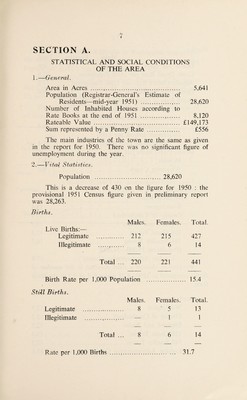 7
SECTION A.
STATISTICAL AND SOCIAL CONDITIONS
OF THE AREA
1.—General.
Area in Acres ........................................ 5,641
Population (Registrar-General's Estimate of
Residents—mid-year 1951) .................. 28,620
Number of Inhabited Houses according to
Rate Books at the end of 1951 .............. 8,120
Rateable Value .................................... £149,173
Sum represented by a Penny Rate .............. £556
The main industries of the town are the same as given
in the report for 1950. There was no significant figure of
unemployment during the year.
2.—Vital Statistics.
Population ........................... 28,620
This is a decrease of 430 on the figure for 1950 : the
provisional 1951 Census figure given in preliminary report
was 28,263.
Births.
Males. Females. Total.
Live Births:—
Legitimate ............ 212 215 427
Illegitimate ............ 8 6 14
Total ... 220 221 441
Birth Rate per 1,000 Population .................. 15.4
Still Births.
Males. Females. Total.
Legitimate .................. 8 5 13
Illegitimate .................. — 1 1
Total ... 8 6 14
Rate per 1,000 Births .............................. 31.7